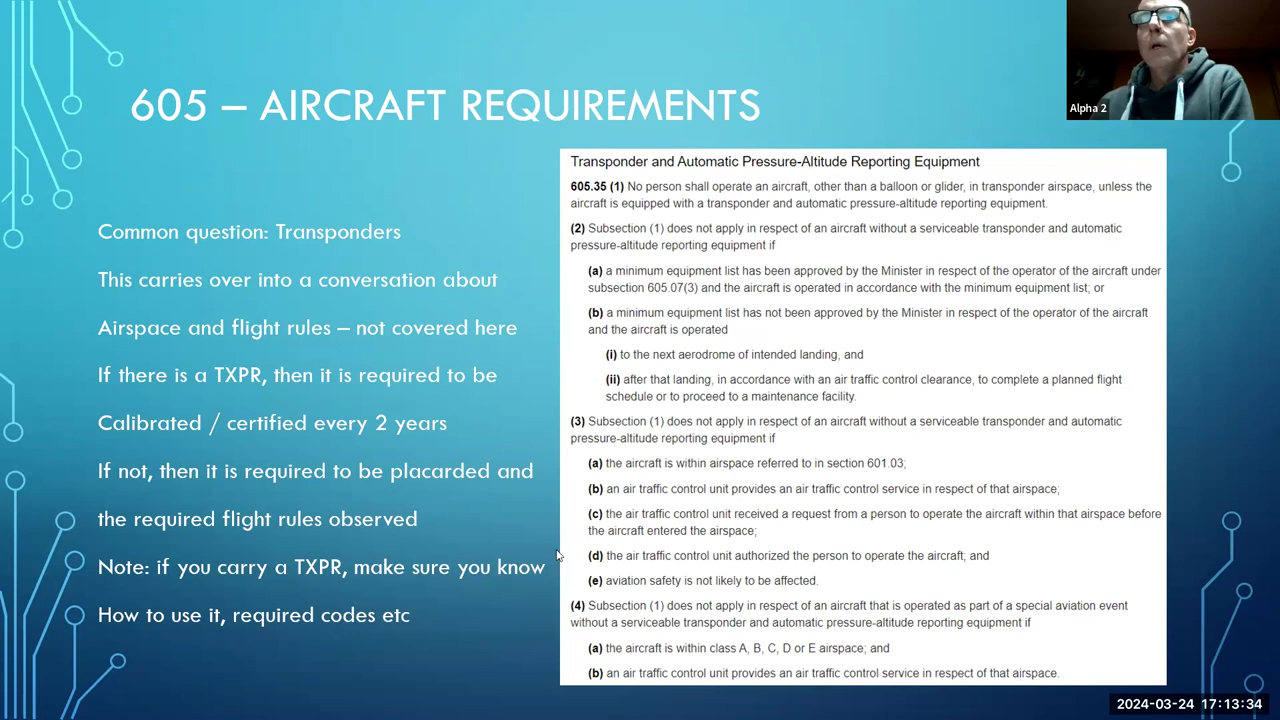 Alpha 2
605 – AIRCRAFT REQUIREMENTS
Common question: Transponders
This carries over into a conversation about
Airspace and flight rules – not covered here
If there is a TXPR, then it is required to be
Calibrated / certified every 2 years
If not, then it is required to be placarded and
the required flight rules observed
Note: if you carry a TXPR, make sure you know
How to use it, required codes etc
Transponder and Automatic Pressure-Altitude Reporting Equipment
605.35 (1) No person shall operate an aircraft, other than a balloon or glider, in transponder airspace, unless the
aircraft is equipped with a transponder and automatic pressure-altitude reporting equipment.
(2) Subsection (1) does not apply in respect of an aircraft without a serviceable transponder and automatic
pressure-altitude reporting equipment if
(a) a minimum equipment list has been approved by the Minister in respect of the operator of the aircraft under
subsection 605.07(3) and the aircraft is operated in accordance with the minimum equipment list; or
(b) a minimum equipment list has not been approved by the Minister in respect of the operator of the aircraft
and the aircraft is operated
(i) to the next aerodrome of intended landing, and
(ii) after that landing, in accordance with an air traffic control clearance, to complete a planned flight
schedule or to proceed to a maintenance facility.
(3) Subsection (1) does not apply in respect of an aircraft without a serviceable transponder and automatic
pressure-altitude reporting equipment if
(a) the aircraft is within airspace referred to in section 601.03;
(b) an air traffic control unit provides an air traffic control service in respect of that airspace;
(c) the air traffic control unit received a request from a person to operate the aircraft within that airspace before
the aircraft entered the airspace;
(d) the air traffic control unit authorized the person to operate the aircraft; and
(e) aviation safety is not likely to be affected.
(4) Subsection (1) does not apply in respect of an aircraft that is operated as part of a special aviation event
without a serviceable transponder and automatic pressure-altitude reporting equipment if
(a) the aircraft is within class A, B, C, D or E airspace; and
(b) an air traffic control unit provides an air traffic control service in respect of that airspace.
2024-03-24 17:13:34